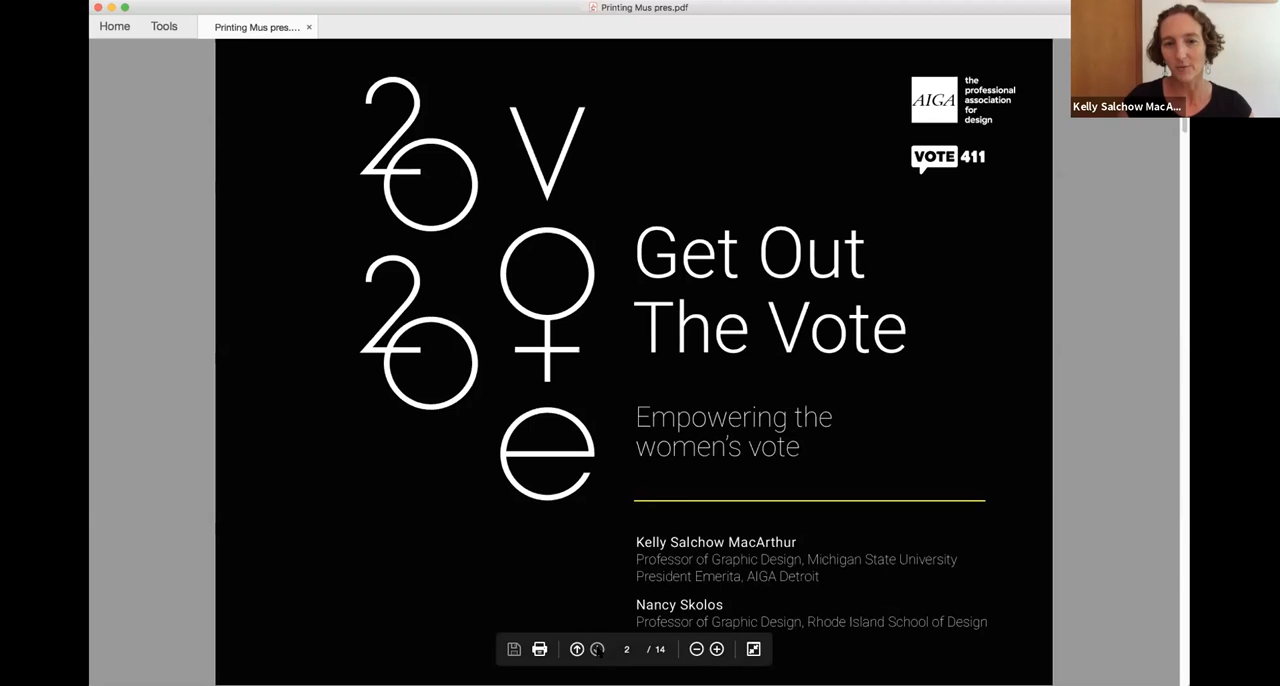 Printing Mus pres.pdf
Home
Tools
Printing Mus pres.... ×
Kelly Salchow MacA...
2020
vote
AIGA
the
professional
association
for
design
VOTE 411
Get Out
The Vote
Empowering the
women's vote
Kelly Salchow MacArthur
Professor of Graphic Design, Michigan State University
President Emerita, AIGA Detroit
Nancy Skolos
Professor of Graphic Design, Rhode Island School of Design
2 / 14